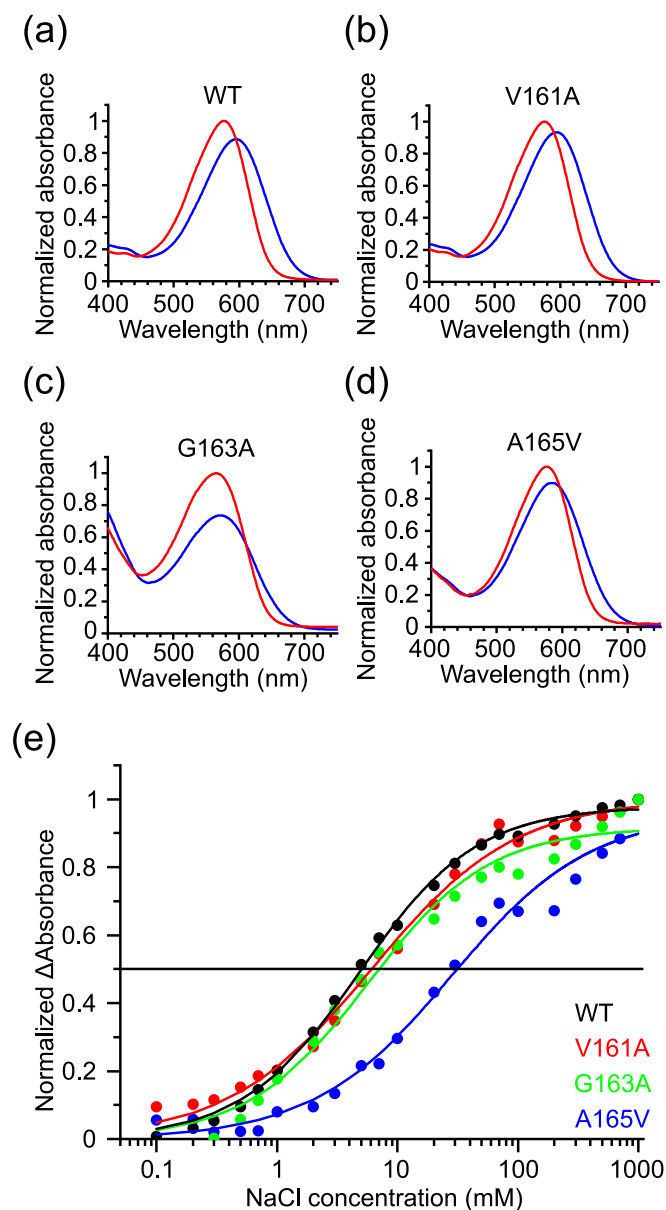 (a)
WT
Normalized absorbance
1
0.8
0.6
0.4
0.2
0
400 500 600 700
Wavelength (nm)
(b)
V161A
Normalized absorbance
1
0.8
0.6
0.4
0.2
0
400 500 600 700
Wavelength (nm)
(c)
G163A
Normalized absorbance
1
0.8
0.6
0.4
0.2
0
400 500 600 700
Wavelength (nm)
(d)
A165V
Normalized absorbance
1
0.8
0.6
0.4
0.2
0
400 500 600 700
Wavelength (nm)
(e)
Normalized ΔAbsorbance
1
0.8
0.6
0.4
0.2
0
WT
V161A
G163A
A165V
0.1 1 10 100 1000
NaCl concentration (mM)